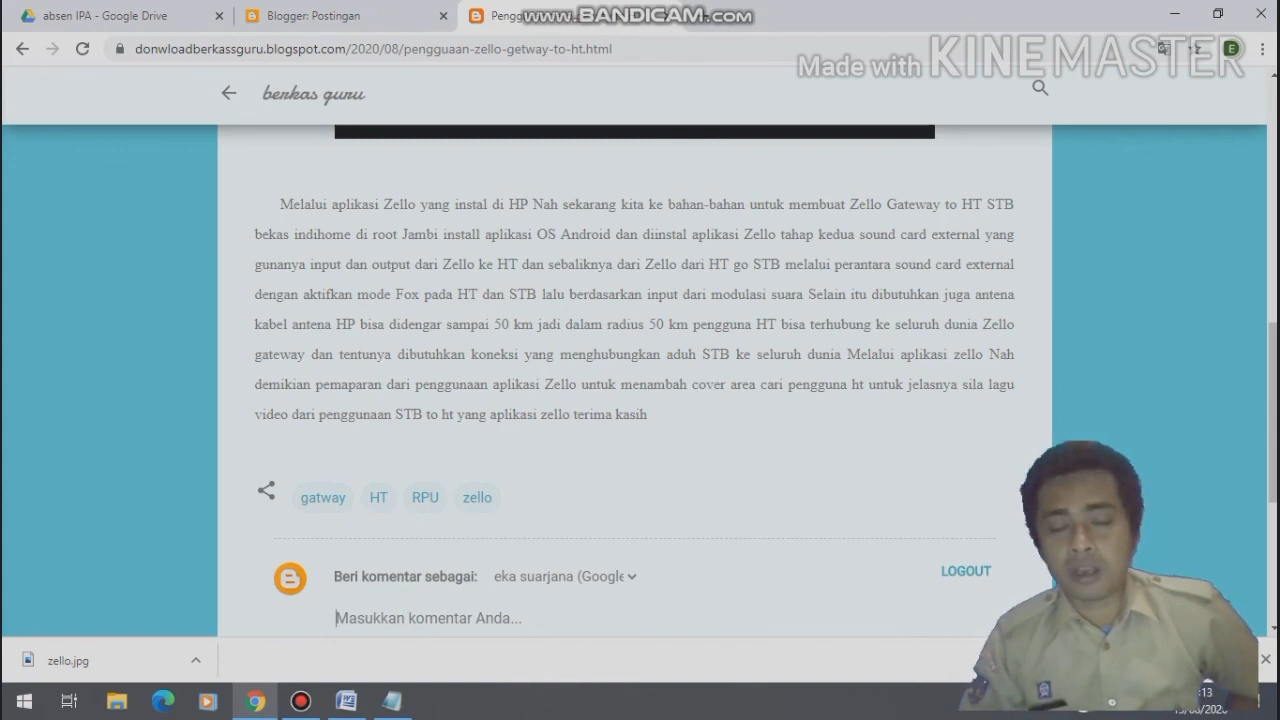 absen IPA - Google Drive
Blogger: Postingan
Penggu
www.BANDICAM.com
donwloadberkassguru.blogspot.com/2020/08/pengguaan-zello-getway-to-ht.html
Made with KINEMASTER
berkas guru
Melalui aplikasi Zello yang instal di HP Nah sekarang kita ke bahan-bahan untuk membuat Zello Gateway to HT STB
bekas indihome di root Jambi install aplikasi OS Android dan diinstal aplikasi Zello tahap kedua sound card external yang
gunanya input dan output dari Zello ke HT dan sebaliknya dari Zello dari HT go STB melalui perantara sound card external
dengan aktifkan mode Fox pada HT dan STB lalu berdasarkan input dari modulasi suara Selain itu dibutuhkan juga antena
kabel antena HP bisa didengar sampai 50 km jadi dalam radius 50 km pengguna HT bisa terhubung ke seluruh dunia Zello
gateway dan tentunya dibutuhkan koneksi yang menghubungkan aduh STB ke seluruh dunia Melalui aplikasi zello Nah
demikian pemaparan dari penggunaan aplikasi Zello untuk menambah cover area cari pengguna ht untuk jelasnya sila lagu
video dari penggunaan STB to ht yang aplikasi zello terima kasih
gatway HT RPU zello
Beri komentar sebagai: eka suarjana (Google
LOGOUT
Masukkan komentar Anda...
zello.jpg